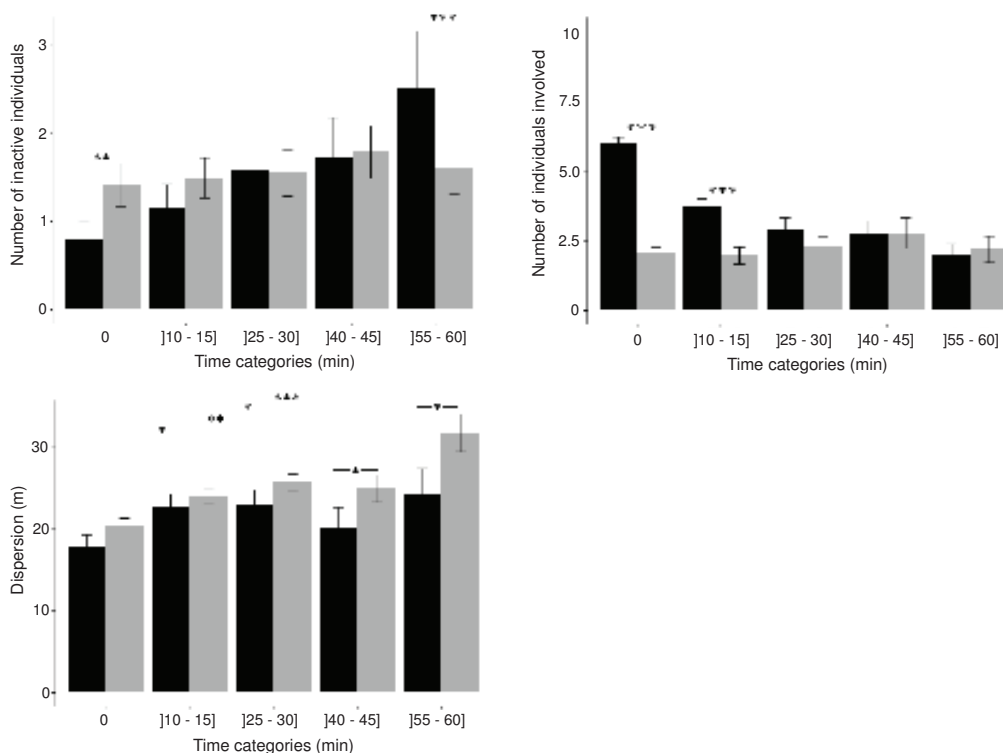 Number of inactive individuals
3
2
1
0
0 ]10 - 15] ]25 - 30] ]40 - 45] ]55 - 60]
Time categories (min)
Number of individuals involved
10
7.5
5.0
2.5
0
0 ]10 - 15] ]25 - 30] ]40 - 45] ]55 - 60]
Time categories (min)
Dispersion (m)
30
20
10
0
0 ]10 - 15] ]25 - 30] ]40 - 45] ]55 - 60]
Time categories (min)